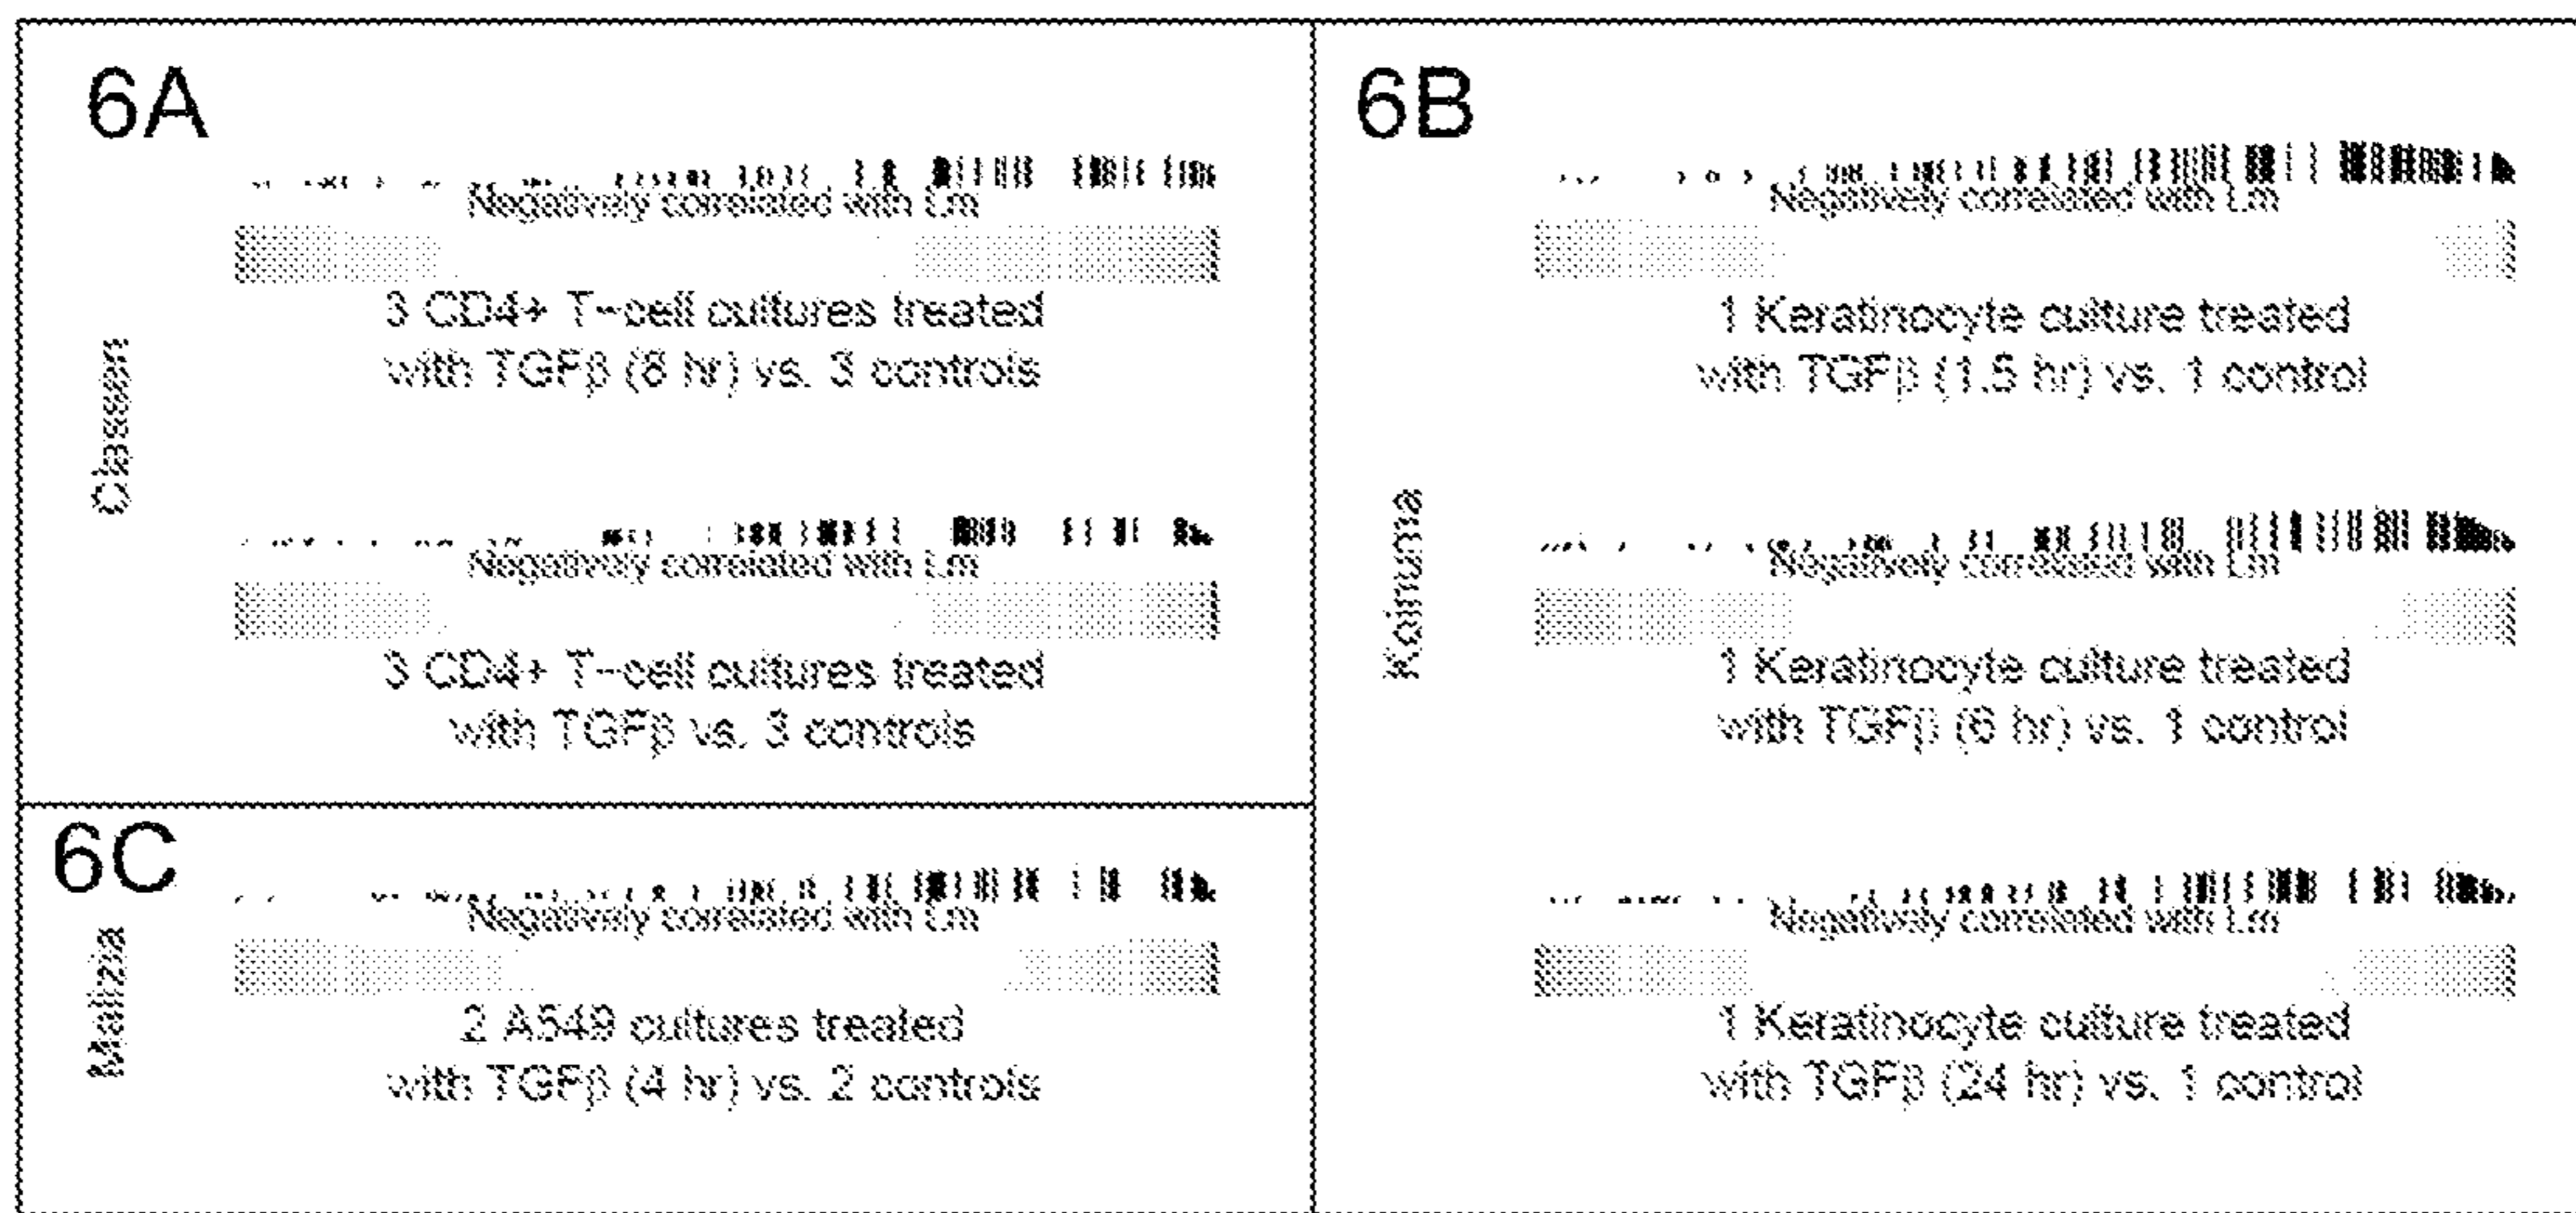 6A
Classen
Negatively correlated with Lm
3 CD4+ T-cell cultures treated
with TGFβ (8 hr) vs. 3 controls
Negatively correlated with Lm
3 CD4+ T-cell cultures treated
with TGFβ vs. 3 controls
6C
Malizia
Negatively correlated with Lm
2 A549 cultures treated
with TGFβ (4 hr) vs. 2 controls
6B
Koinuma
Negatively correlated with Lm
1 Keratinocyte culture treated
with TGFβ (1.5 hr) vs. 1 control
Negatively correlated with Lm
1 Keratinocyte culture treated
with TGFβ (6 hr) vs. 1 control
Negatively correlated with Lm
1 Keratinocyte culture treated
with TGFβ (24 hr) vs. 1 control